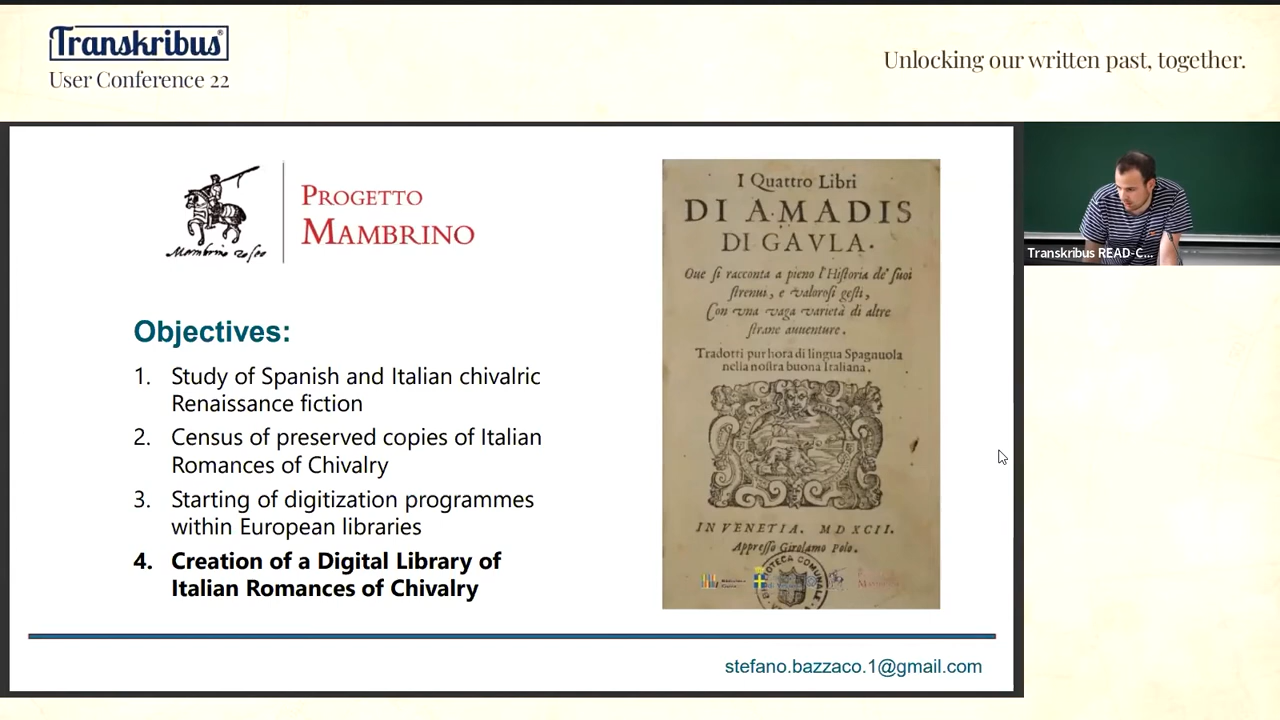 Transkribus
User Conference 22
Unlocking our written past, together.
PROGETTO
MAMBRINO
Mambrino
Objectives:
1. Study of Spanish and Italian chivalric
Renaissance fiction
2. Census of preserved copies of Italian
Romances of Chivalry
3. Starting of digitization programmes
within European libraries
4. Creation of a Digital Library of
Italian Romances of Chivalry
I Quattro Libri
DI AMADIS
DI GAVLA.
Oue ſi racconta a pieno l'Hiſtoria de' ſuoi
ſtrenui, e valoroſi geſti,
Con vna vaga varietà di altre
ſtrane auuenture.
Tradotti pur hora di lingua Spagnuola
nella noſtra buona Italiana.
IN VENETIA. MDXCII.
Appreſſo Girolamo Polo.
COMUNALE
stefano.bazzaco.1@gmail.com
Transkribus READ-C...